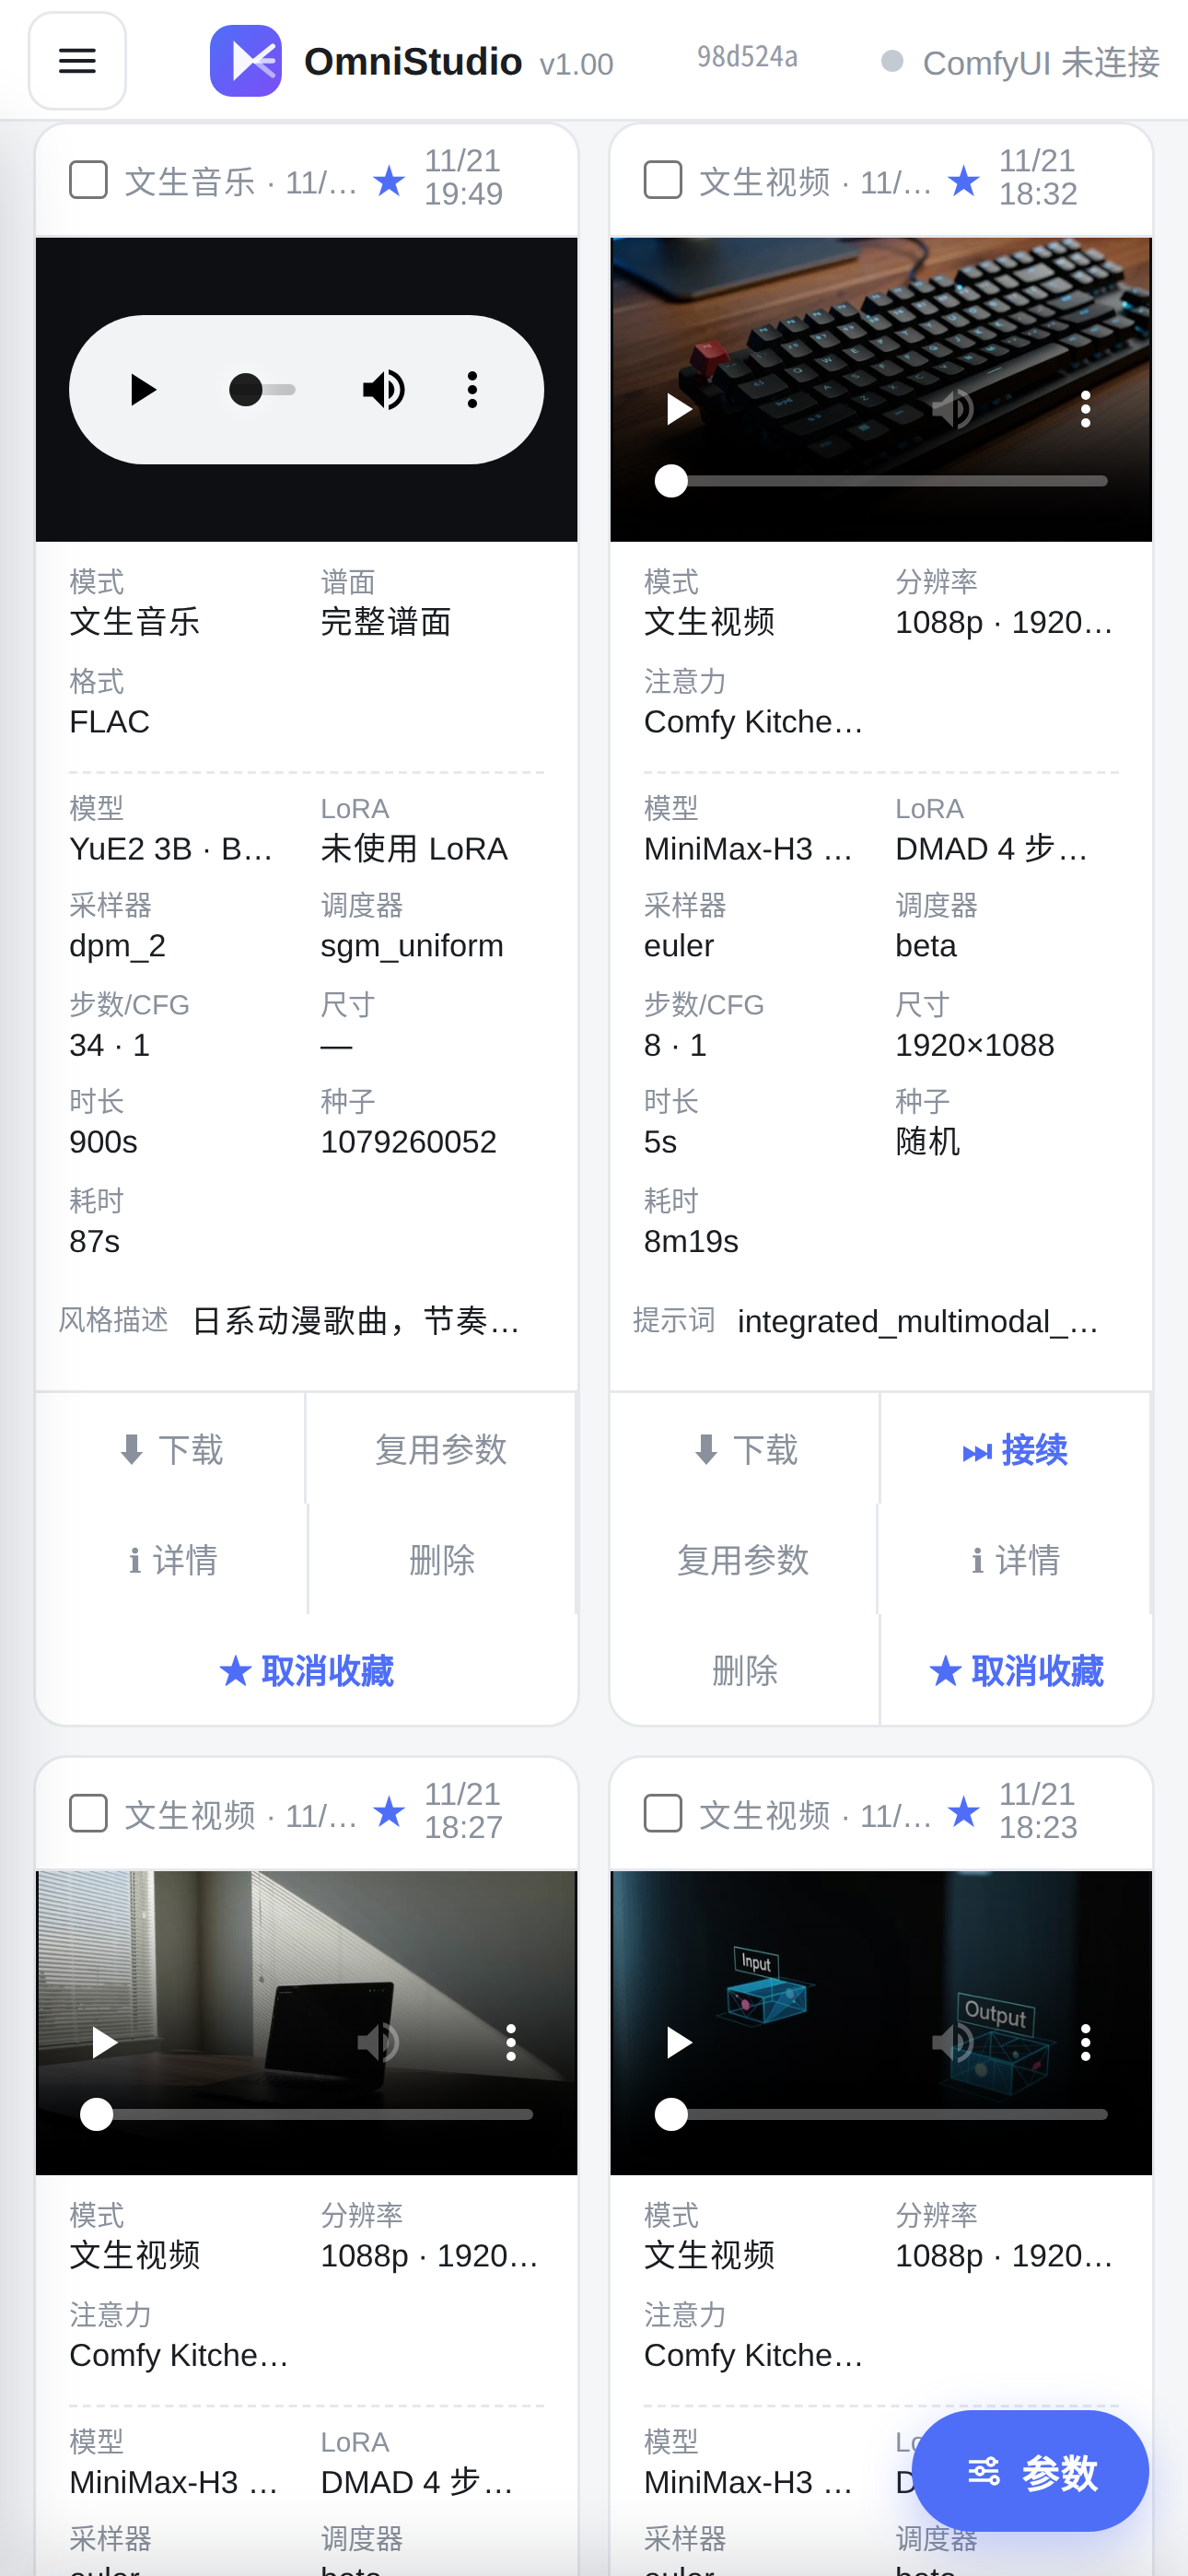 OmniStudio v1.00 98d524a ComfyUI 未连接
文生音乐 · 11/… ★ 11/21 19:49
模式 谱面
文生音乐 完整谱面
格式
FLAC
模型 LoRA
YuE2 3B · B… 未使用 LoRA
采样器 调度器
dpm_2 sgm_uniform
步数/CFG 尺寸
34 · 1 —
时长 种子
900s 1079260052
耗时
87s
风格描述 日系动漫歌曲，节奏…
⬇ 下载 复用参数
ℹ 详情 删除
★ 取消收藏
文生视频 · 11/… ★ 11/21 18:32
模式 分辨率
文生视频 1088p · 1920…
注意力
Comfy Kitche…
模型 LoRA
MiniMax-H3 … DMAD 4 步…
采样器 调度器
euler beta
步数/CFG 尺寸
8 · 1 1920×1088
时长 种子
5s 随机
耗时
8m19s
提示词 integrated_multimodal_…
⬇ 下载 ⏭ 接续
复用参数 ℹ 详情
删除 ★ 取消收藏
文生视频 · 11/… ★ 11/21 18:27
模式 分辨率
文生视频 1088p · 1920…
注意力
Comfy Kitche…
模型 LoRA
MiniMax-H3 … DMAD 4 步…
采样器 调度器
文生视频 · 11/… ★ 11/21 18:23
Input
Output
模式 分辨率
文生视频 1088p · 1920…
注意力
Comfy Kitche…
模型
MiniMax-H3 …
采样器 调度器
参数